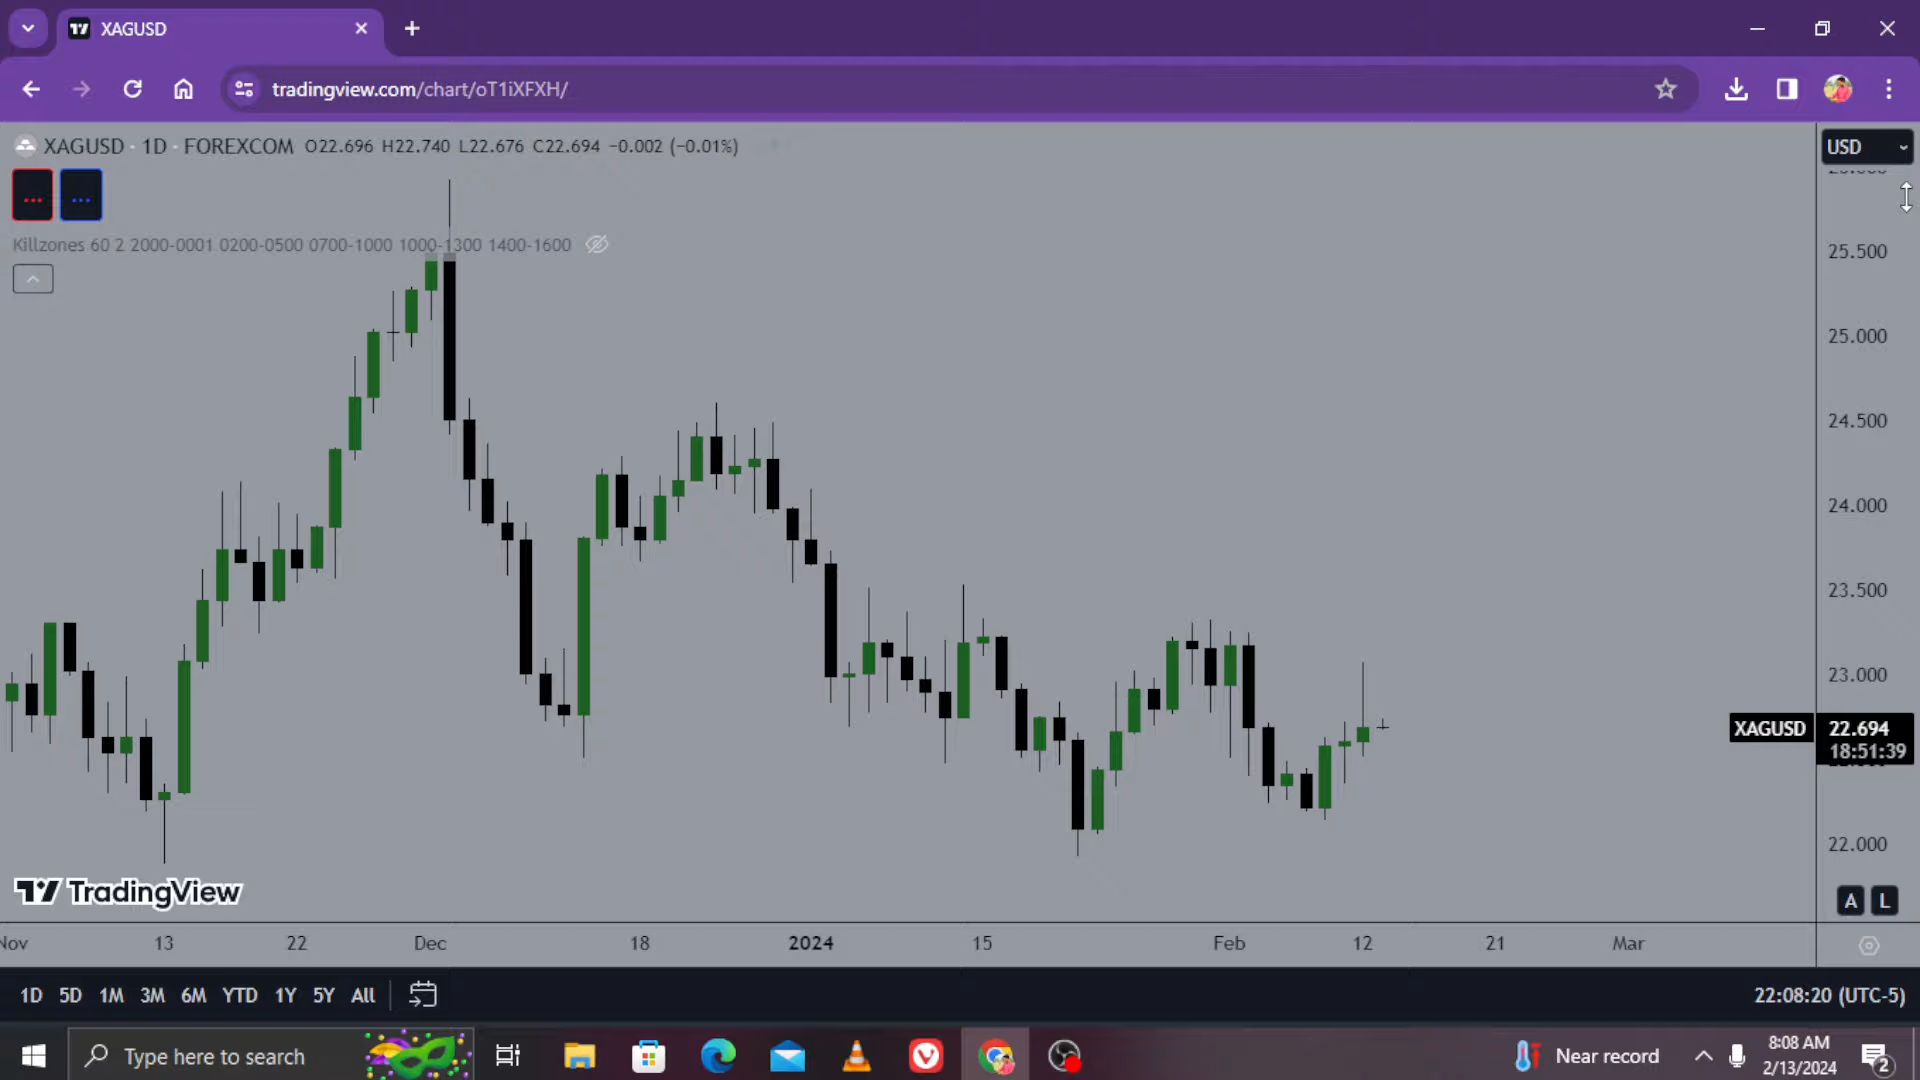 XAGUSD
tradingview.com/chart/oT1iXFXH/
XAGUSD · 1D · FOREXCOM O22.696 H22.740 L22.676 C22.694 −0.002 (−0.01%)
USD
... ...
Killzones 60 2 2000-0001 0200-0500 0700-1000 1000-1300 1400-1600
25.500
25.000
24.500
24.000
23.500
23.000
XAGUSD 22.694
18:51:39
22.000
TradingView
A L
Nov 13 22 Dec 18 2024 15 Feb 12 21 Mar
1D 5D 1M 3M 6M YTD 1Y 5Y All
22:08:20 (UTC-5)
Type here to search
Near record
8:08 AM
2/13/2024
2